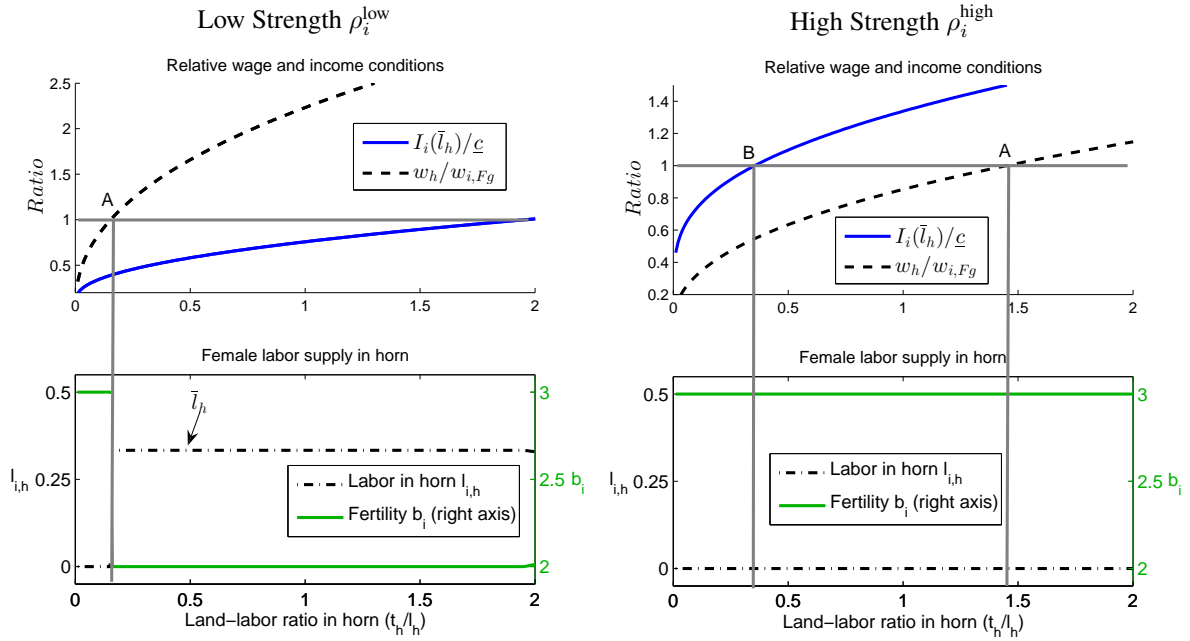 Low Strength ρ_i^low
High Strength ρ_i^high
Relative wage and income conditions
2.5
2
1.5
1
0.5
Ratio
A
I_i(l̄_h)/c̲
w_h/w_{i,Fg}
0
0.5
1
1.5
2
Female labor supply in horn
0.5
0.25
0
l_{i,h}
l̄_h
Labor in horn l_{i,h}
Fertility b_i (right axis)
3
2.5 b_i
2
0
0.5
1
1.5
2
Land−labor ratio in horn (t_h/l_h)
Relative wage and income conditions
1.4
1.2
1
0.8
0.6
0.4
0.2
Ratio
B
A
I_i(l̄_h)/c̲
w_h/w_{i,Fg}
0
0.5
1
1.5
2
Female labor supply in horn
0.5
0.25
0
l_{i,h}
Labor in horn l_{i,h}
Fertility b_i (right axis)
3
2.5 b_i
2
0
0.5
1
1.5
2
Land−labor ratio in horn (t_h/l_h)